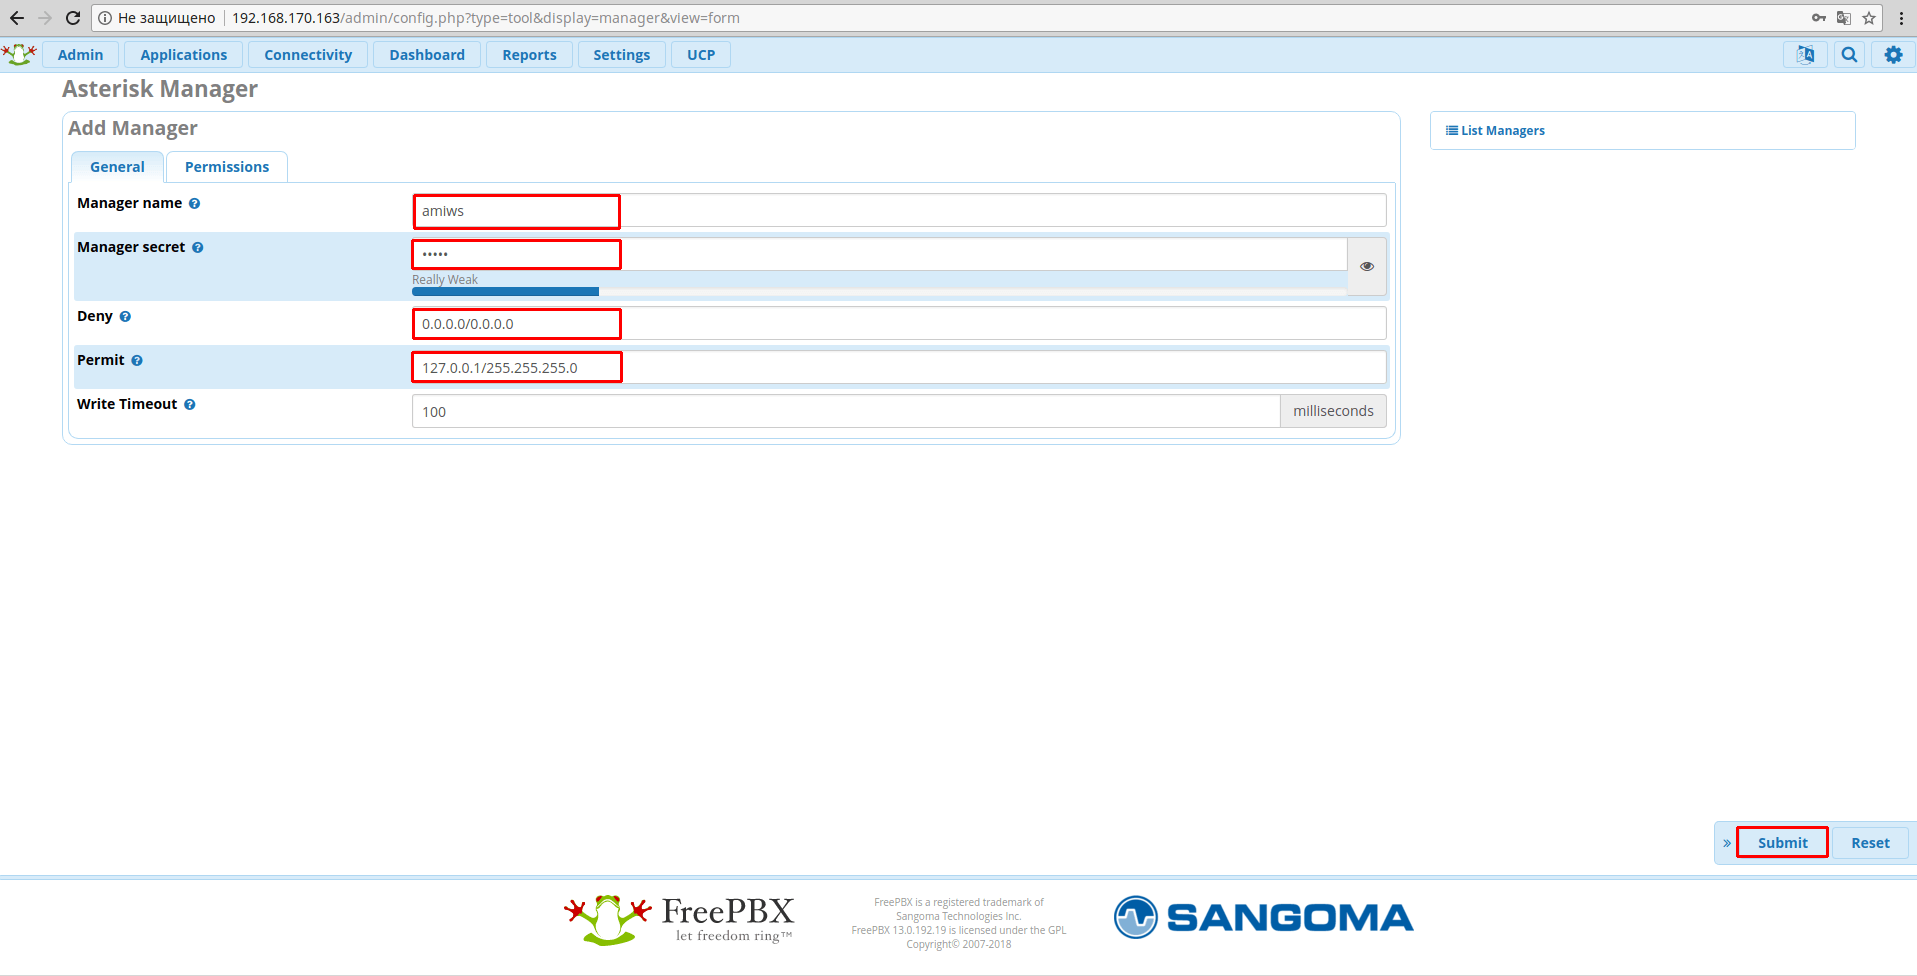 Не защищено 192.168.170.163/admin/config.php?type=tool&display=manager&view=form
Admin Applications Connectivity Dashboard Reports Settings UCP
Asterisk Manager
Add Manager
List Managers
General Permissions
Manager name amiws
Manager secret •••••
Really Weak
Deny 0.0.0.0/0.0.0.0
Permit 127.0.0.1/255.255.255.0
Write Timeout 100 milliseconds
» Submit Reset
FreePBX
let freedom ring™
FreePBX is a registered trademark of
Sangoma Technologies Inc.
FreePBX 13.0.192.19 is licensed under the GPL
Copyright© 2007-2018
SANGOMA